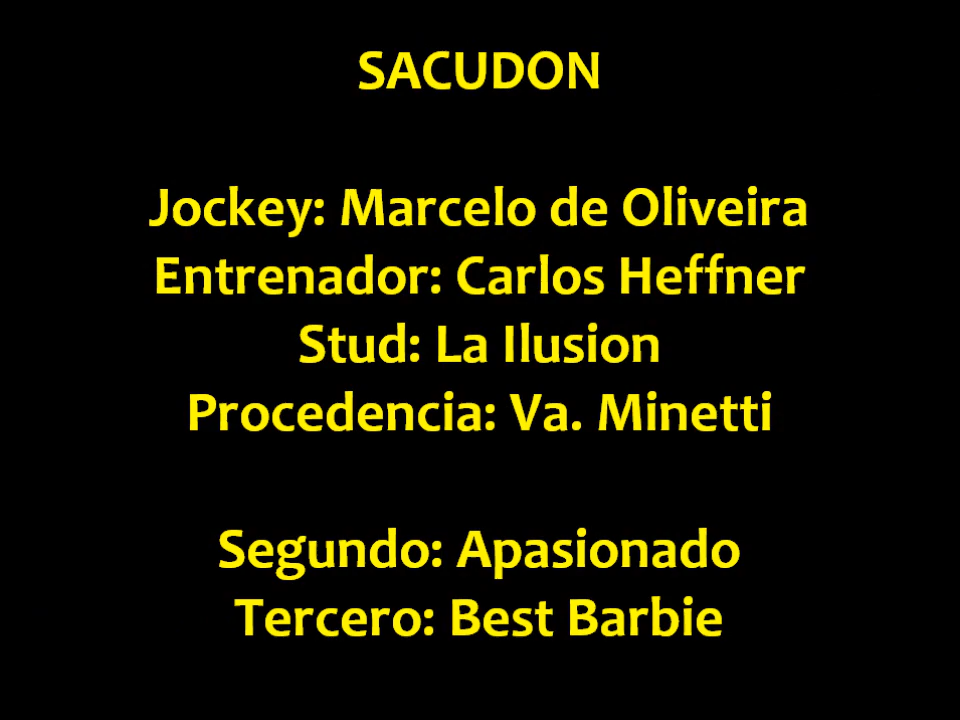 SACUDON
Jockey: Marcelo de Oliveira
Entrenador: Carlos Heffner
Stud: La Ilusion
Procedencia: Va. Minetti
Segundo: Apasionado
Tercero: Best Barbie